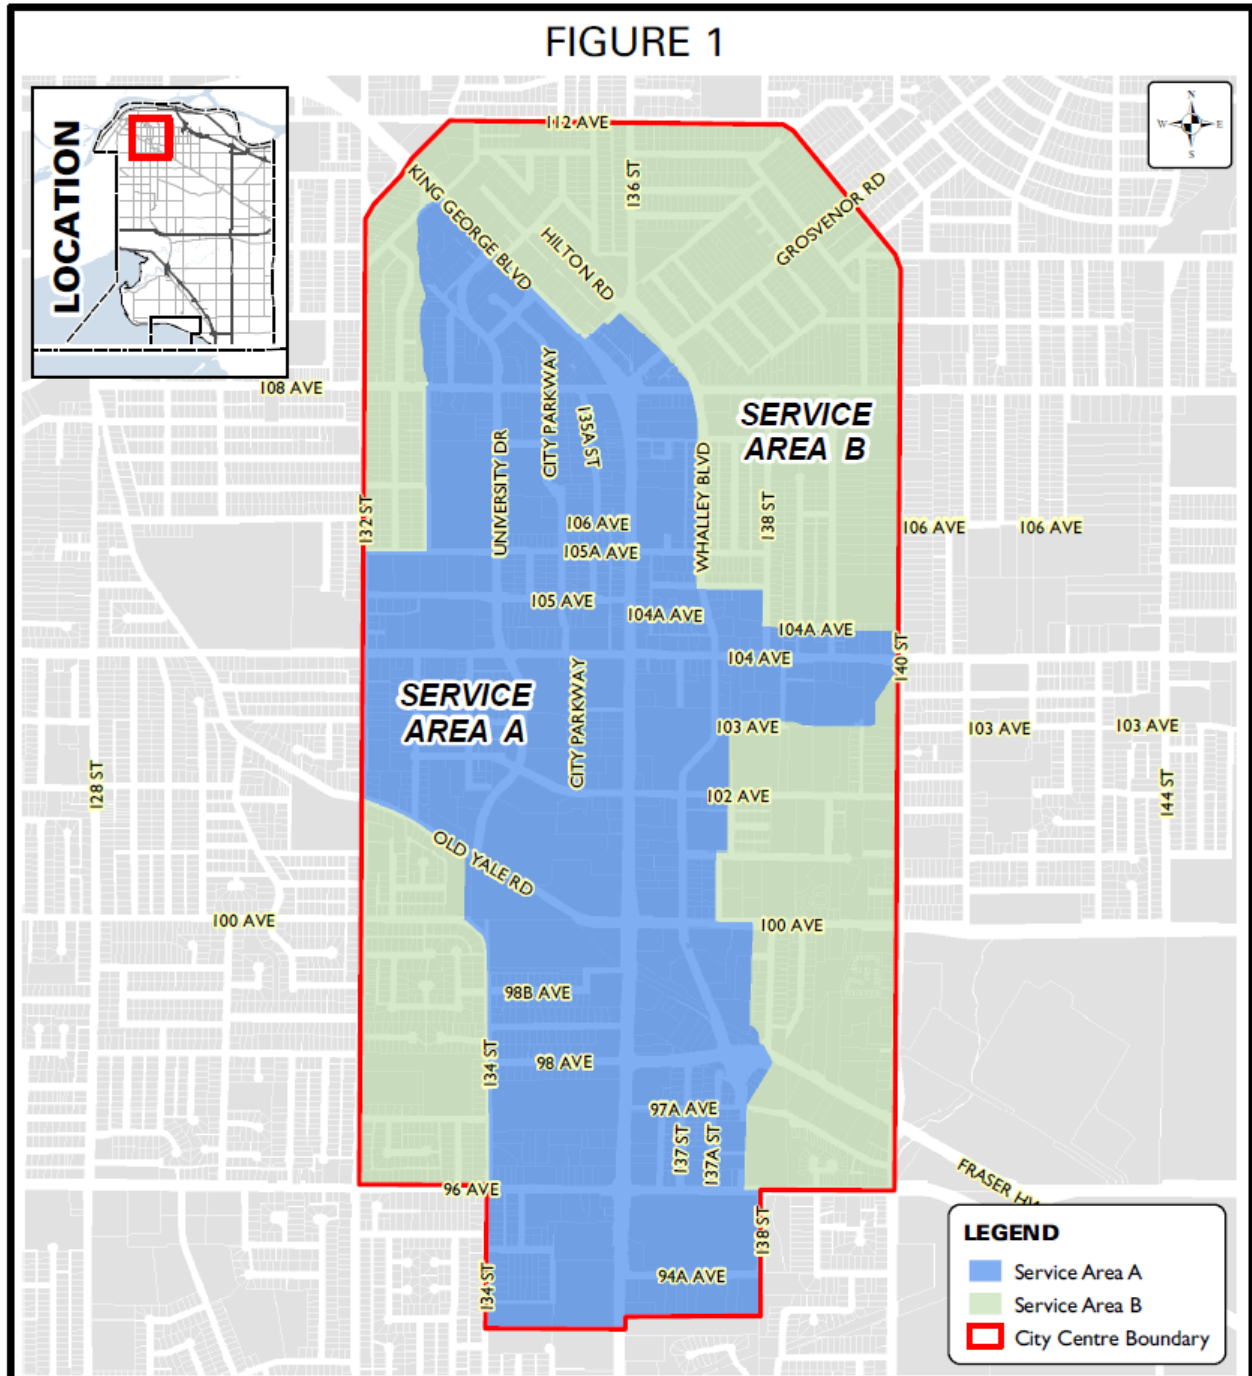 FIGURE 1
LOCATION
N
W E
S
112 AVE
136 ST
KING GEORGE BLVD
HILTON RD
GROSVENOR RD
108 AVE
CITY PARKWAY
135A ST
SERVICE
AREA B
UNIVERSITY DR
WHALLEY BLVD
138 ST
132 ST
106 AVE
106 AVE
106 AVE
105A AVE
105 AVE
104A AVE
104A AVE
104 AVE
140 ST
SERVICE
AREA A
CITY PARKWAY
103 AVE
103 AVE
103 AVE
128 ST
102 AVE
144 ST
OLD YALE RD
100 AVE
100 AVE
98B AVE
134 ST
98 AVE
97A AVE
137 ST
137A ST
FRASER
96 AVE
138 ST
134 ST
94A AVE
LEGEND
Service Area A
Service Area B
City Centre Boundary